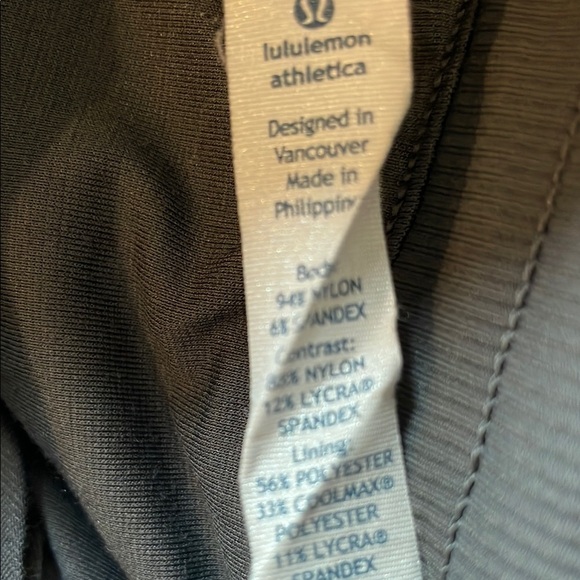 lululemon
athletica
Designed in
Vancouver
Made in
Philippin
Body:
94% NYLON
6% SPANDEX
Contrast:
88% NYLON
12% LYCRA®
SPANDEX
Lining:
56% POLYESTER
33% COOLMAX®
POLYESTER
11% LYCRA®
SPANDEX